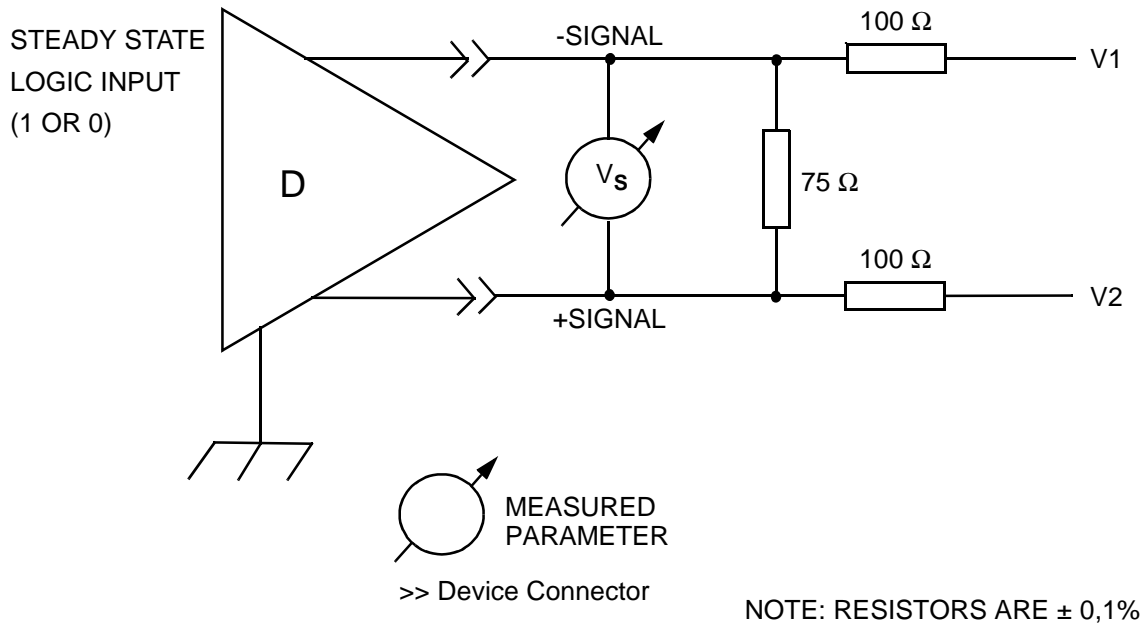 STEADY STATE
LOGIC INPUT
(1 OR 0)
D
-SIGNAL
100 Ω
V1
VS
75 Ω
100 Ω
V2
+SIGNAL
MEASURED
PARAMETER
>> Device Connector
NOTE: RESISTORS ARE ± 0,1%